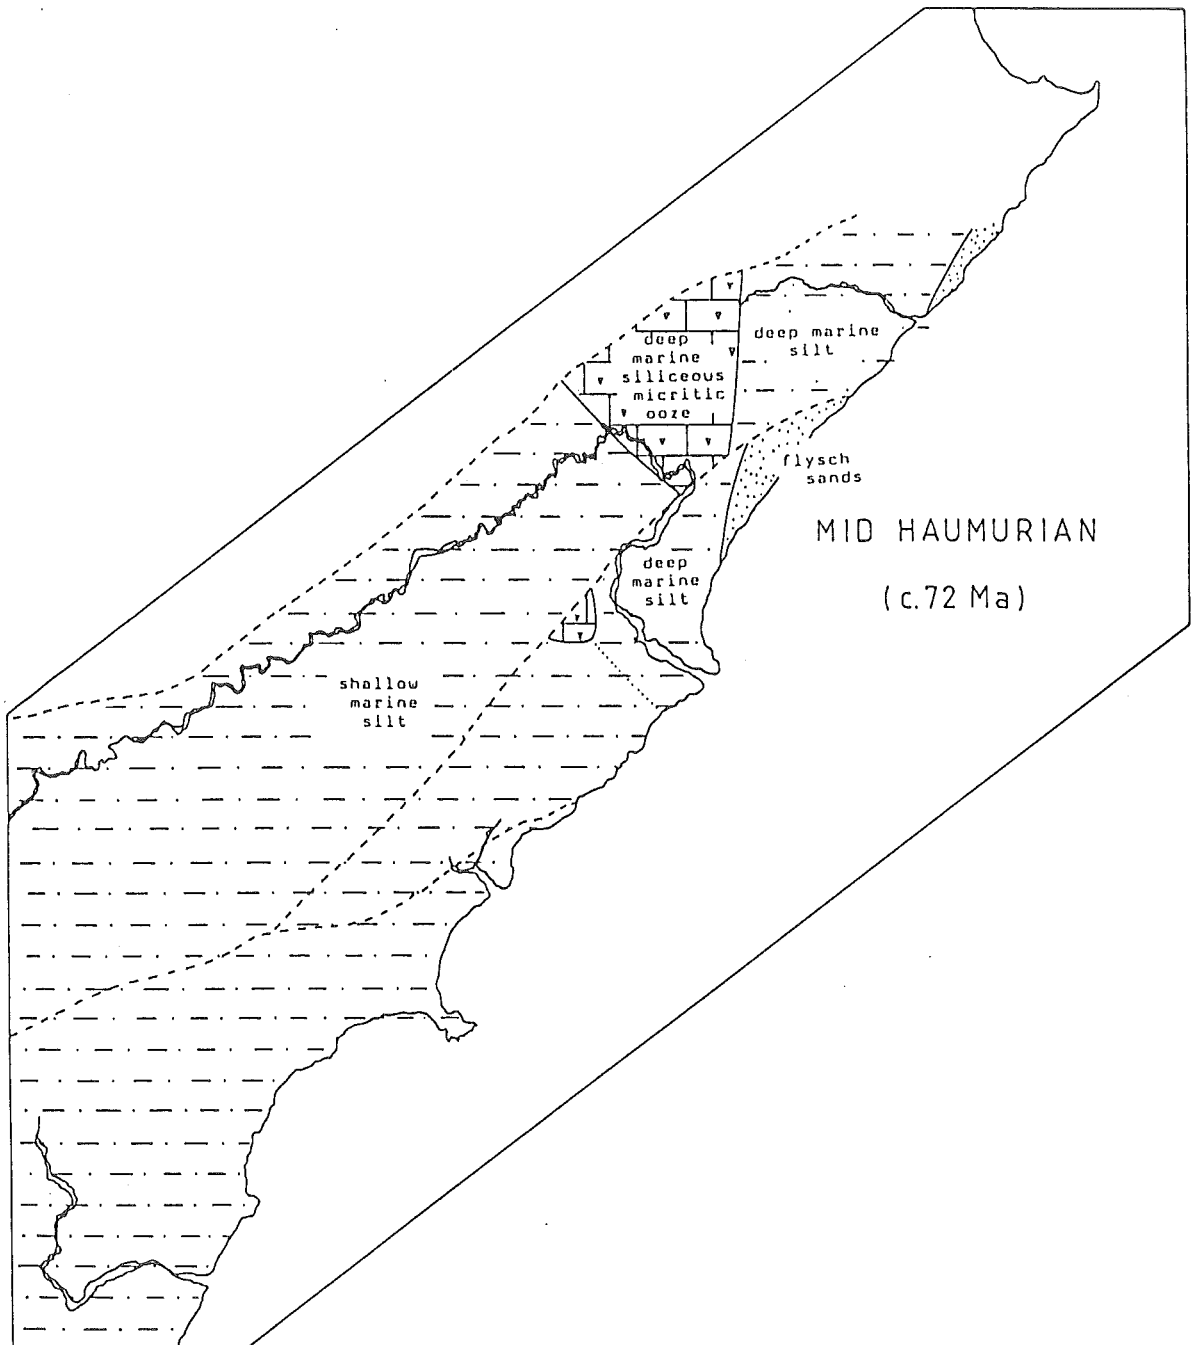 deep
marine
siliceous
micritic
ooze
deep marine
silt
flysch
sands
MID HAUMURIAN
(c.72 Ma)
deep
marine
silt
shallow
marine
silt